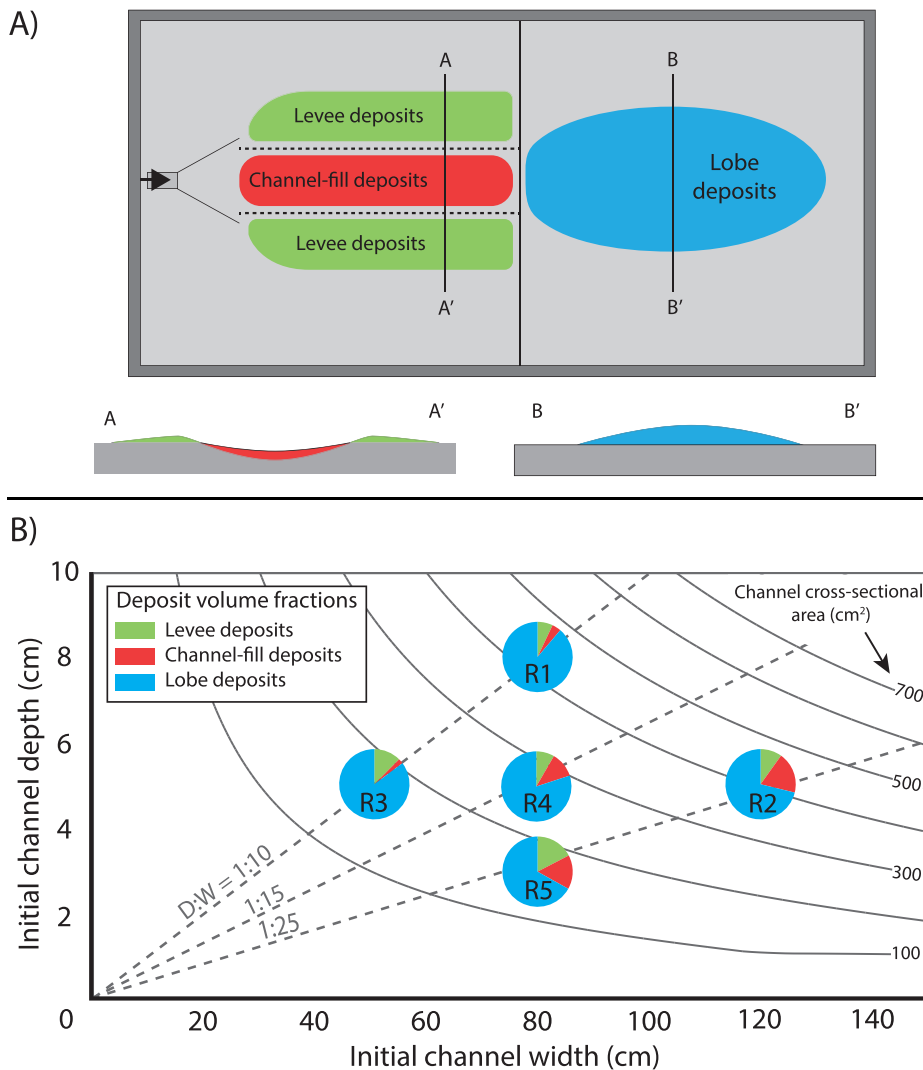 A)
A
B
Levee deposits
Channel-fill deposits
Lobe
deposits
Levee deposits
A’
B’
A
A’
B
B’
B)
10
8
6
4
2
0
Initial channel depth (cm)
Deposit volume fractions
Levee deposits
Channel-fill deposits
Lobe deposits
Channel cross-sectional
area (cm²)
R1
R3
R4
R2
R5
D:W = 1:10
1:15
1:25
700
500
300
100
20
40
60
80
100
120
140
Initial channel width (cm)